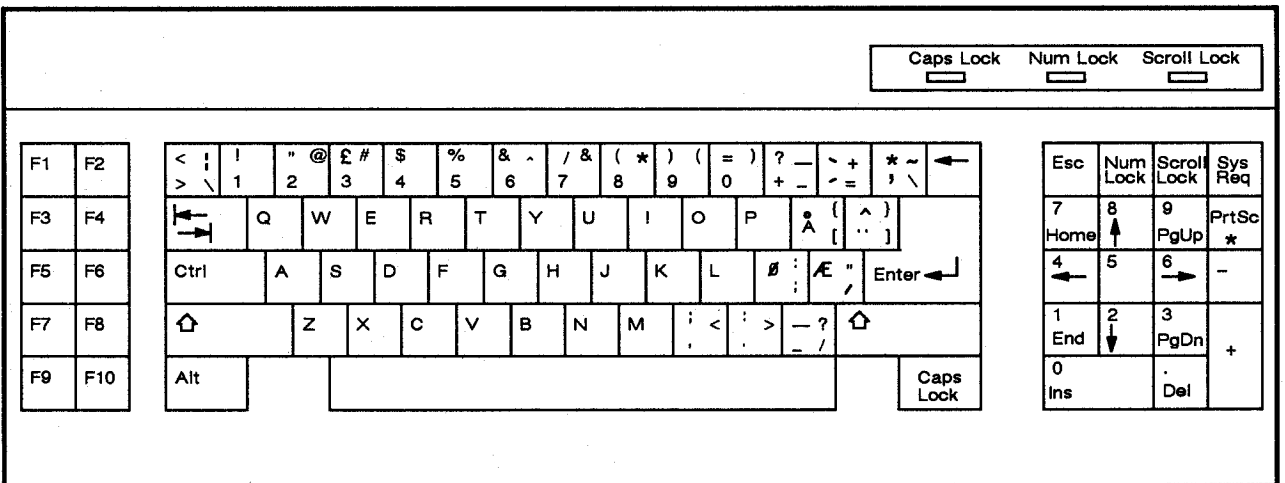 Caps Lock Num Lock Scroll Lock
F1 F2 < ¦ ! " @ £ # $ % & ^ / & ( * ) ( = ) ? _ ` + * ~ Esc Num Scroll Sys
> \ 1 2 3 4 5 6 7 8 9 0 + - ´ = ' \ Lock Lock Req
F3 F4 Q W E R T Y U I O P Å { ^ } 7 8 9 PrtSc
[ ¨ ] Home PgUp *
F5 F6 Ctrl A S D F G H J K L Ø : Æ " Enter 4 5 6 -
; '
F7 F8 Z X C V B N M ; < : > _ ? 1 2 3 +
, . - / End PgDn
F9 F10 Alt Caps 0 .
Lock Ins Del